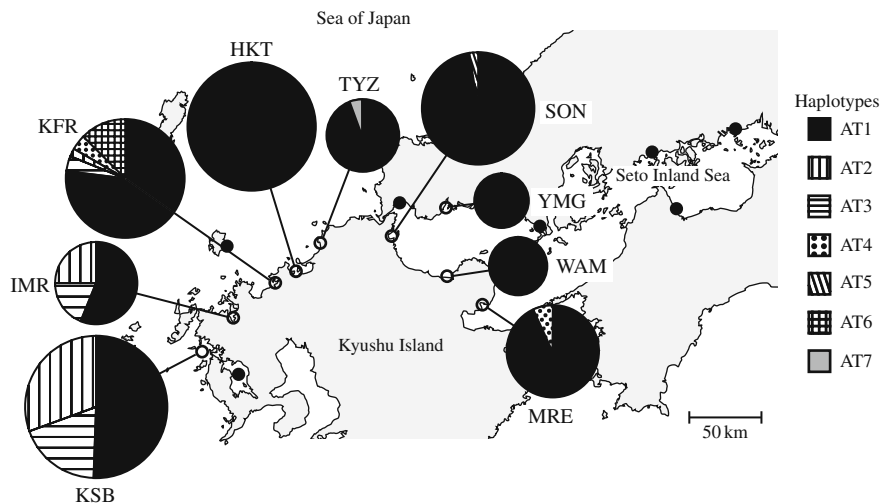 Sea of Japan
HKT
TYZ
SON
KFR
Haplotypes
AT1
AT2
AT3
AT4
AT5
AT6
AT7
Seto Inland Sea
YMG
WAM
IMR
Kyushu Island
MRE
50 km
KSB